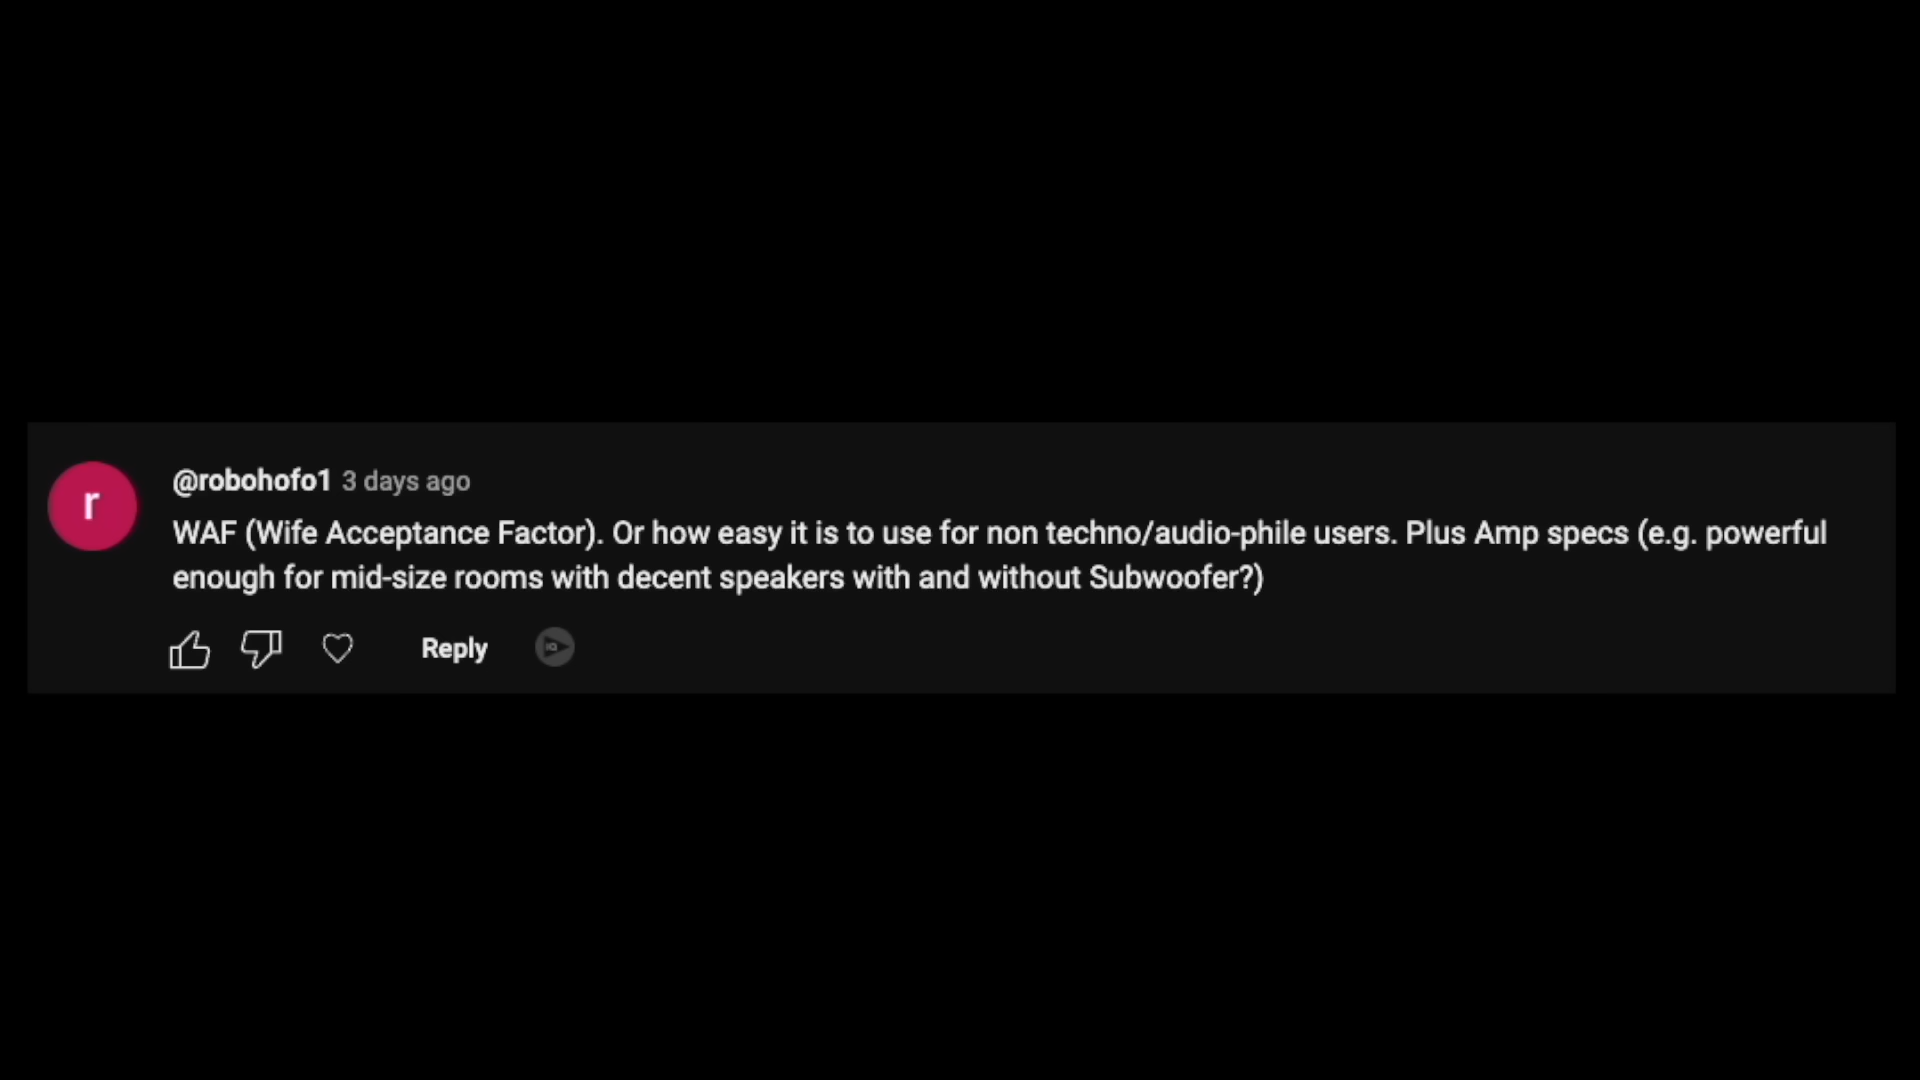 r
@robohofo1 3 days ago
WAF (Wife Acceptance Factor). Or how easy it is to use for non techno/audio-phile users. Plus Amp specs (e.g. powerful
enough for mid-size rooms with decent speakers with and without Subwoofer?)
Reply
IQ